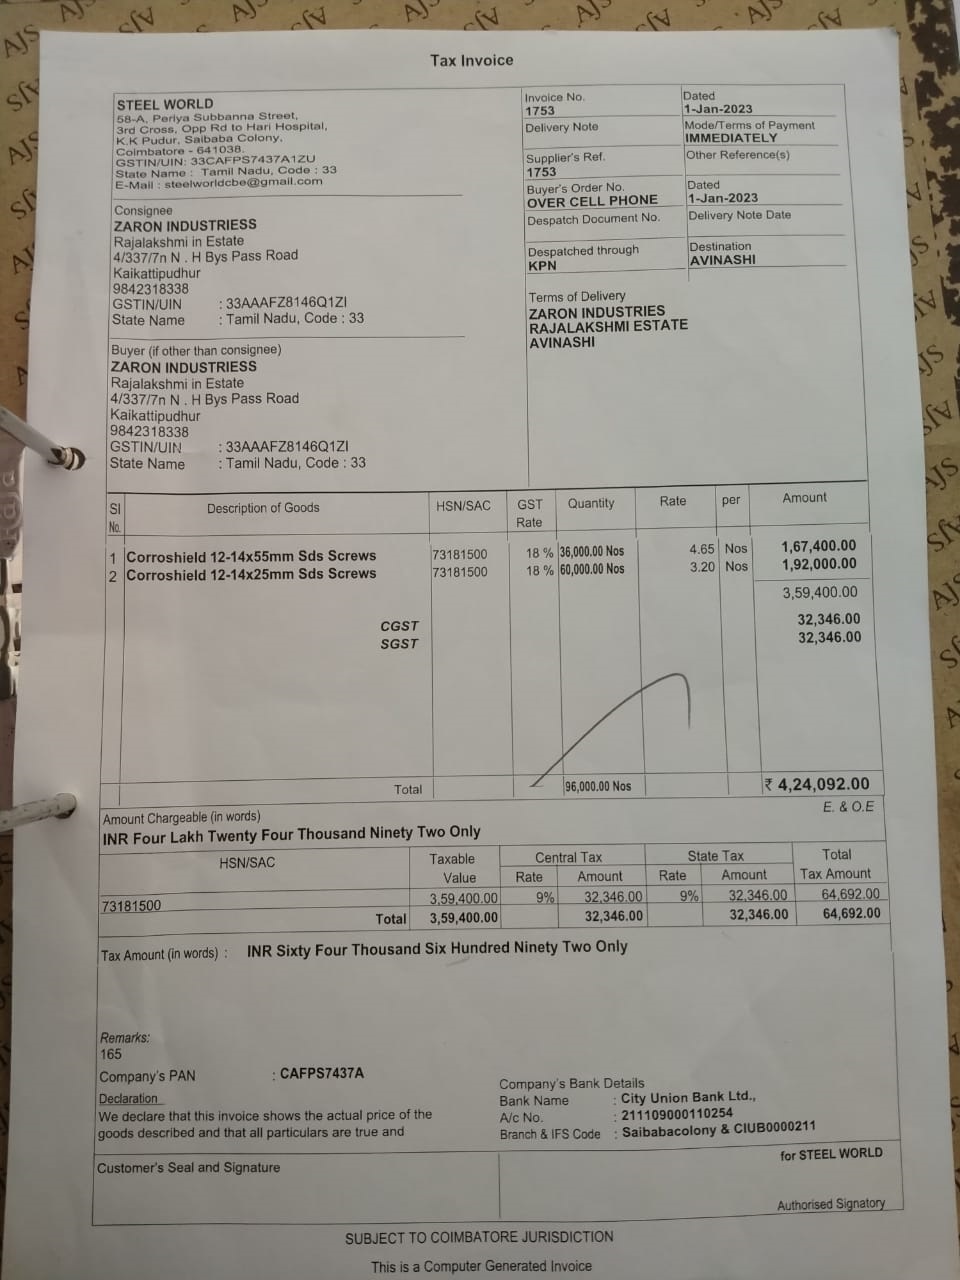 Tax Invoice
STEEL WORLD
58-A, Periya Subbanna Street,
3rd Cross, Opp Rd to Hari Hospital,
K.K Pudur, Saibaba Colony,
Coimbatore - 641038.
GSTIN/UIN: 33CAFPS7437A1ZU
State Name : Tamil Nadu, Code : 33
E-Mail : steelworldcbe@gmail.com
Invoice No.
1753
Dated
1-Jan-2023
Delivery Note
Mode/Terms of Payment
IMMEDIATELY
Supplier's Ref.
1753
Other Reference(s)
Buyer's Order No.
OVER CELL PHONE
Dated
1-Jan-2023
Despatch Document No.
Delivery Note Date
Despatched through
KPN
Destination
AVINASHI
Terms of Delivery
ZARON INDUSTRIES
RAJALAKSHMI ESTATE
AVINASHI
Consignee
ZARON INDUSTRIESS
Rajalakshmi in Estate
4/337/7n N . H Bys Pass Road
Kaikattipudhur
9842318338
GSTIN/UIN : 33AAAFZ8146Q1ZI
State Name : Tamil Nadu, Code : 33
Buyer (if other than consignee)
ZARON INDUSTRIESS
Rajalakshmi in Estate
4/337/7n N . H Bys Pass Road
Kaikattipudhur
9842318338
GSTIN/UIN : 33AAAFZ8146Q1ZI
State Name : Tamil Nadu, Code : 33
Sl No. Description of Goods HSN/SAC GST Rate Quantity Rate per Amount
1 Corroshield 12-14x55mm Sds Screws 73181500 18 % 36,000.00 Nos 4.65 Nos 1,67,400.00
2 Corroshield 12-14x25mm Sds Screws 73181500 18 % 60,000.00 Nos 3.20 Nos 1,92,000.00
3,59,400.00
CGST 32,346.00
SGST 32,346.00
Total 96,000.00 Nos ₹ 4,24,092.00
Amount Chargeable (in words) E. & O.E
INR Four Lakh Twenty Four Thousand Ninety Two Only
HSN/SAC Taxable Value Central Tax Rate Amount State Tax Rate Amount Total Tax Amount
73181500 3,59,400.00 9% 32,346.00 9% 32,346.00 64,692.00
Total 3,59,400.00 32,346.00 32,346.00 64,692.00
Tax Amount (in words) : INR Sixty Four Thousand Six Hundred Ninety Two Only
Remarks:
165
Company's PAN : CAFPS7437A
Declaration
We declare that this invoice shows the actual price of the
goods described and that all particulars are true and
Company's Bank Details
Bank Name : City Union Bank Ltd.,
A/c No. : 211109000110254
Branch & IFS Code : Saibabacolony & CIUB0000211
Customer's Seal and Signature
for STEEL WORLD
Authorised Signatory
SUBJECT TO COIMBATORE JURISDICTION
This is a Computer Generated Invoice
AJS